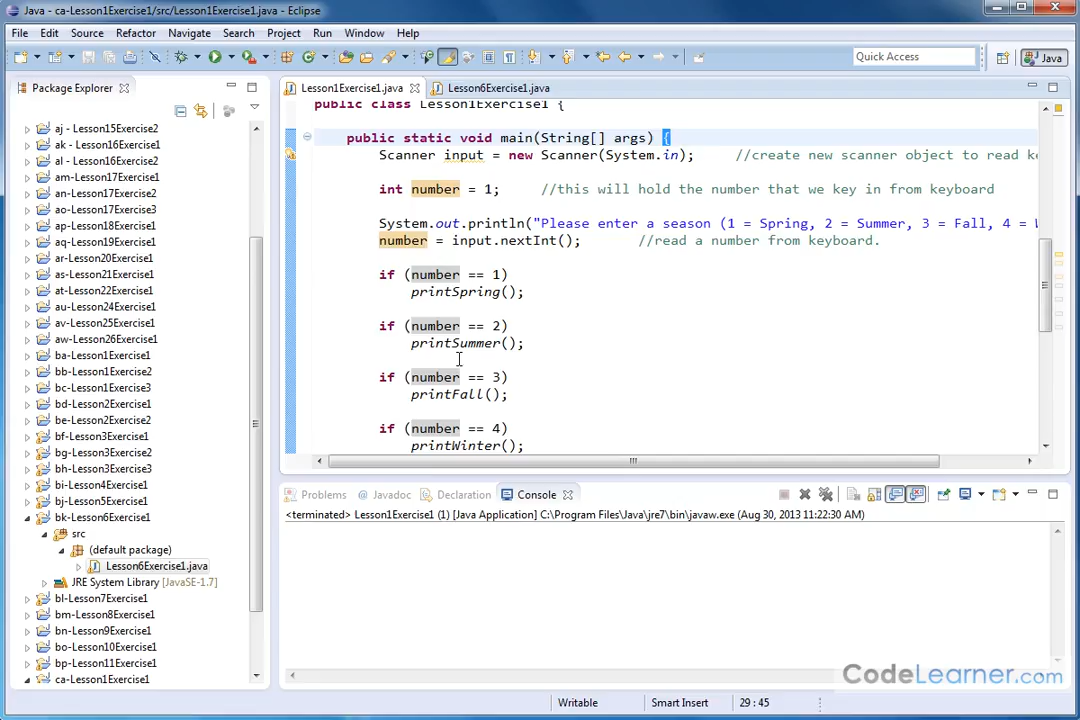 Java - ca-Lesson1Exercise1/src/Lesson1Exercise1.java - Eclipse
File Edit Source Refactor Navigate Search Project Run Window Help
Quick Access
Java
Package Explorer
aj - Lesson15Exercise2
ak - Lesson16Exercise1
al - Lesson16Exercise2
am-Lesson17Exercise1
an-Lesson17Exercise2
ao-Lesson17Exercise3
ap-Lesson18Exercise1
aq-Lesson19Exercise1
ar-Lesson20Exercise1
as-Lesson21Exercise1
at-Lesson22Exercise1
au-Lesson24Exercise1
av-Lesson25Exercise1
aw-Lesson26Exercise1
ba-Lesson1Exercise1
bb-Lesson1Exercise2
bc-Lesson1Exercise3
bd-Lesson2Exercise1
be-Lesson2Exercise2
bf-Lesson3Exercise1
bg-Lesson3Exercise2
bh-Lesson3Exercise3
bi-Lesson4Exercise1
bj-Lesson5Exercise1
bk-Lesson6Exercise1
src
(default package)
Lesson6Exercise1.java
JRE System Library [JavaSE-1.7]
bl-Lesson7Exercise1
bm-Lesson8Exercise1
bn-Lesson9Exercise1
bo-Lesson10Exercise1
bp-Lesson11Exercise1
ca-Lesson1Exercise1
Lesson1Exercise1.java Lesson6Exercise1.java
public class Lesson1Exercise1 {
public static void main(String[] args) {
Scanner input = new Scanner(System.in); //create new scanner object to read
int number = 1; //this will hold the number that we key in from keyboard
System.out.println("Please enter a season (1 = Spring, 2 = Summer, 3 = Fall, 4 =
number = input.nextInt(); //read a number from keyboard.
if (number == 1)
printSpring();
if (number == 2)
printSummer();
if (number == 3)
printFall();
if (number == 4)
printWinter();
Problems @ Javadoc Declaration Console
<terminated> Lesson1Exercise1 (1) [Java Application] C:\Program Files\Java\jre7\bin\javaw.exe (Aug 30, 2013 11:22:30 AM)
CodeLearner.com
Writable Smart Insert 29 : 45